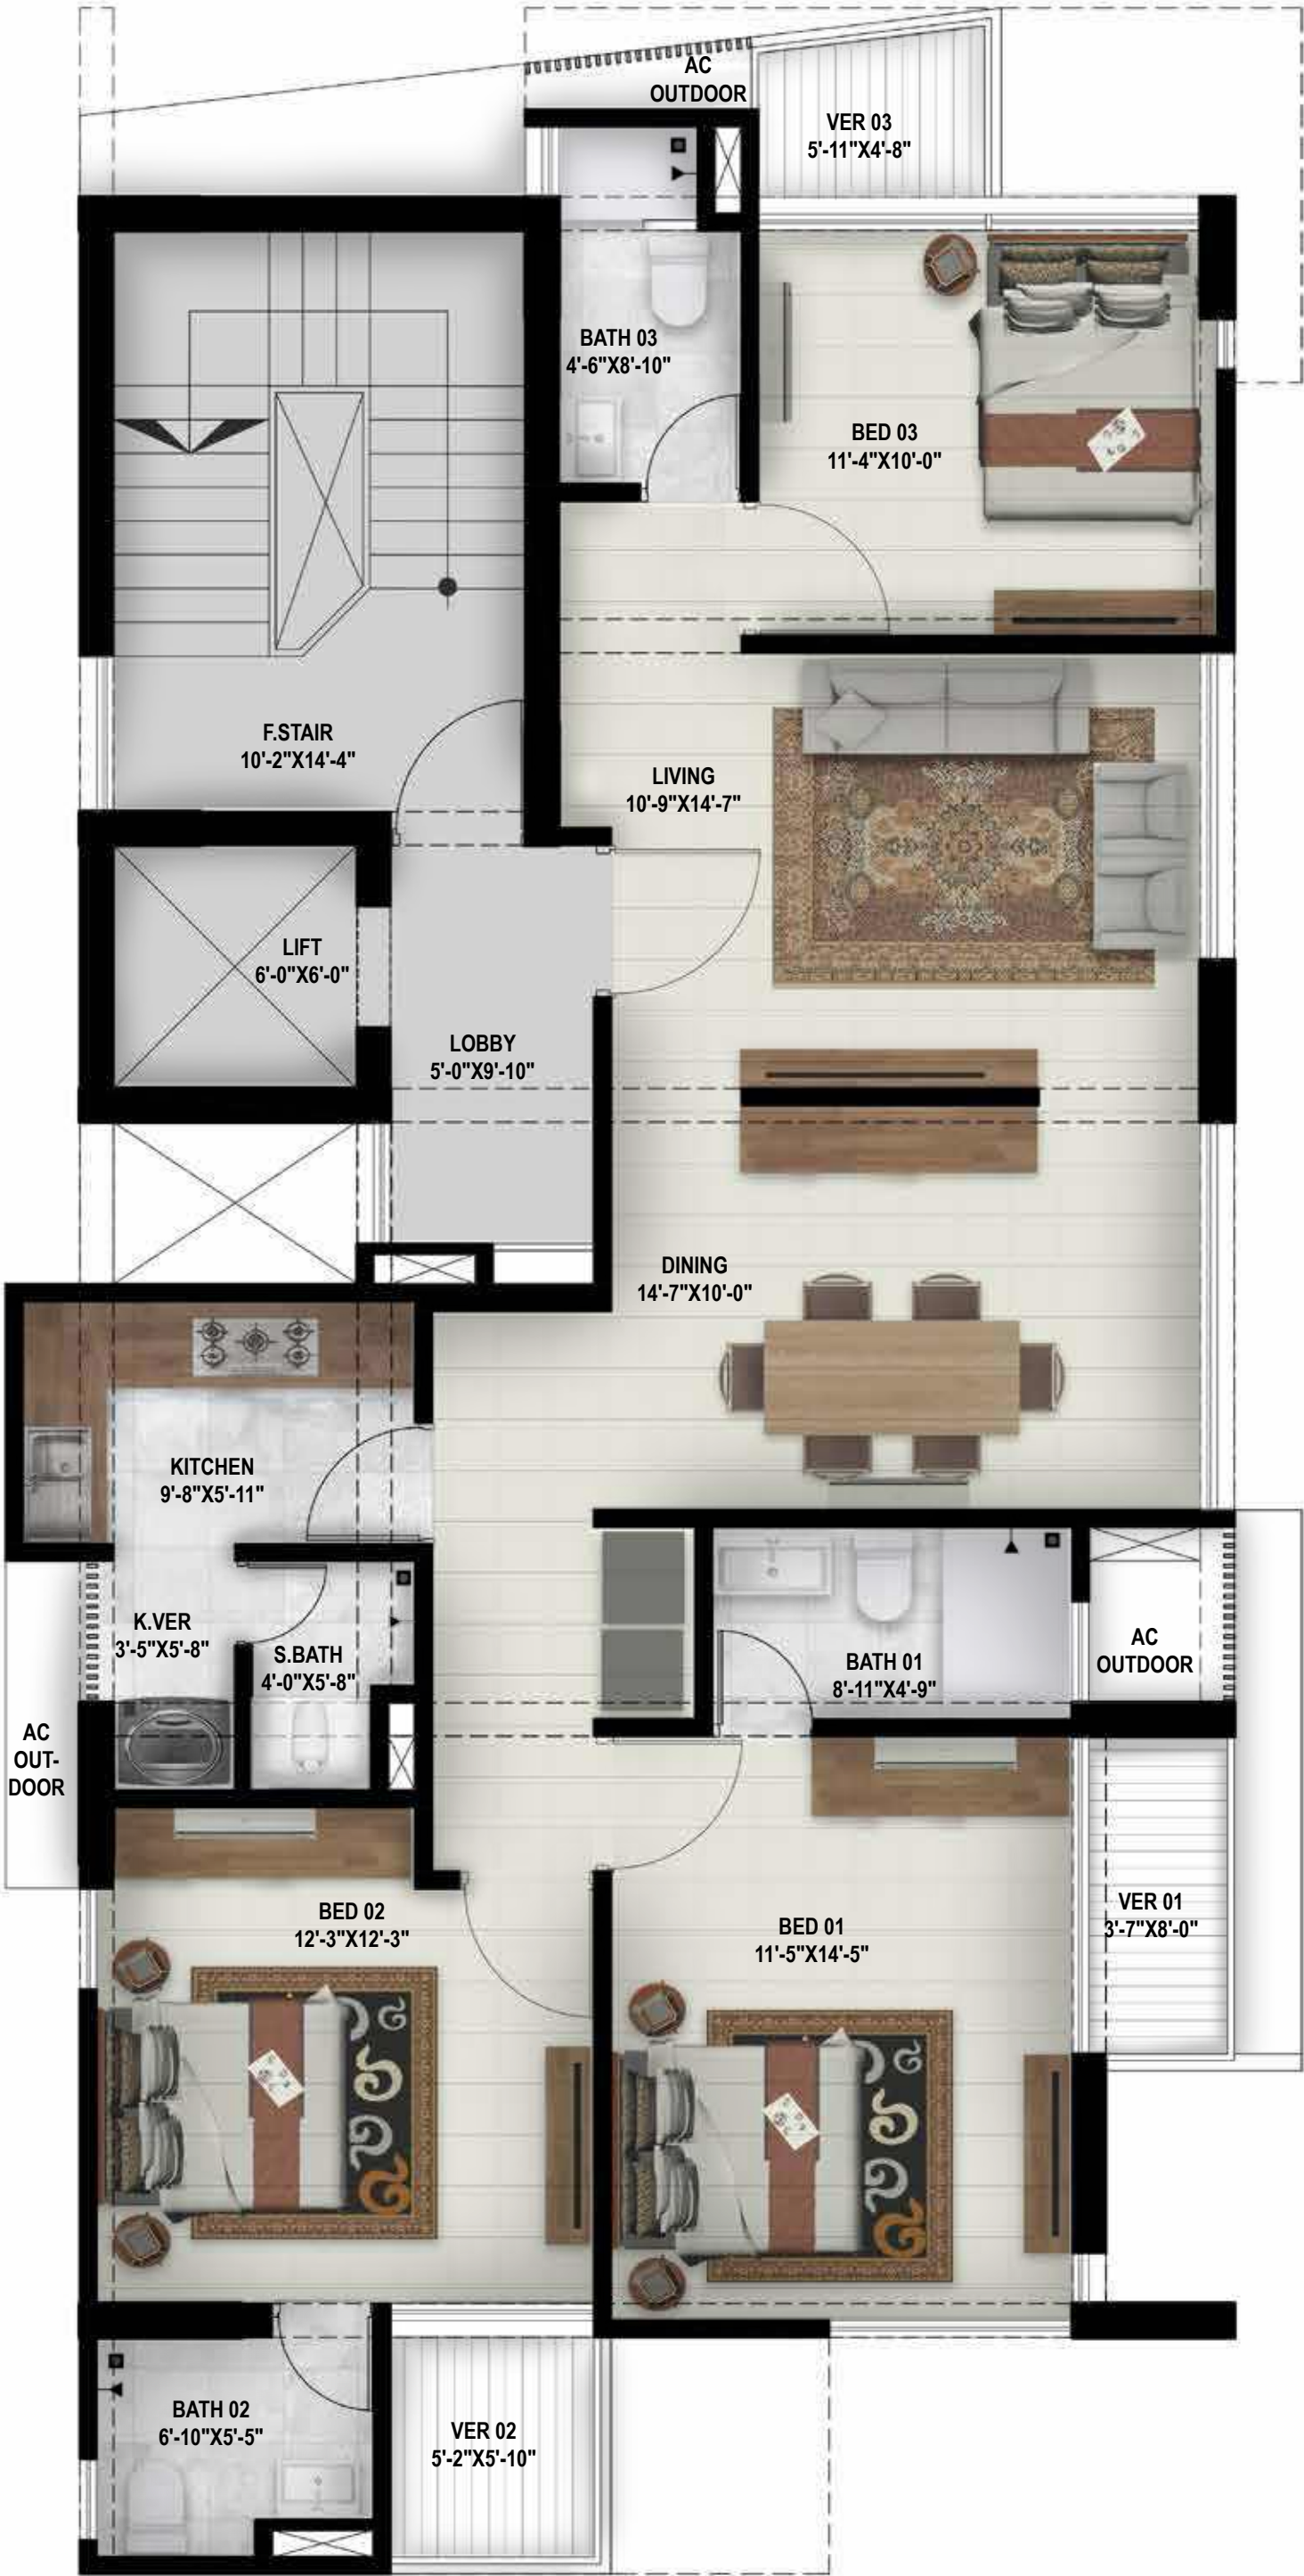 AC
OUTDOOR
VER 03
5'-11"X4'-8"
BATH 03
4'-6"X8'-10"
BED 03
11'-4"X10'-0"
F.STAIR
10'-2"X14'-4"
LIVING
10'-9"X14'-7"
LIFT
6'-0"X6'-0"
LOBBY
5'-0"X9'-10"
DINING
14'-7"X10'-0"
KITCHEN
9'-8"X5'-11"
K.VER
3'-5"X5'-8"
S.BATH
4'-0"X5'-8"
BATH 01
8'-11"X4'-9"
AC
OUTDOOR
AC
OUT-
DOOR
BED 02
12'-3"X12'-3"
BED 01
11'-5"X14'-5"
VER 01
3'-7"X8'-0"
BATH 02
6'-10"X5'-5"
VER 02
5'-2"X5'-10"